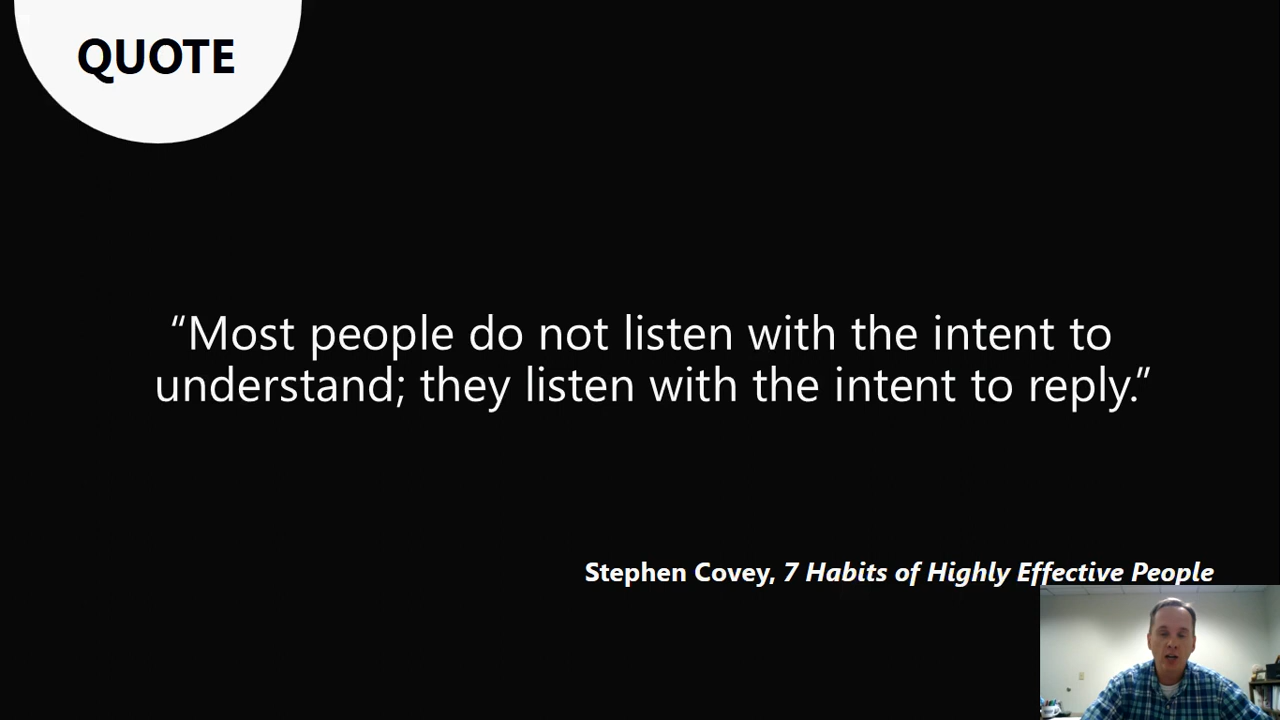 QUOTE
“Most people do not listen with the intent to
understand; they listen with the intent to reply.”
Stephen Covey, 7 Habits of Highly Effective People